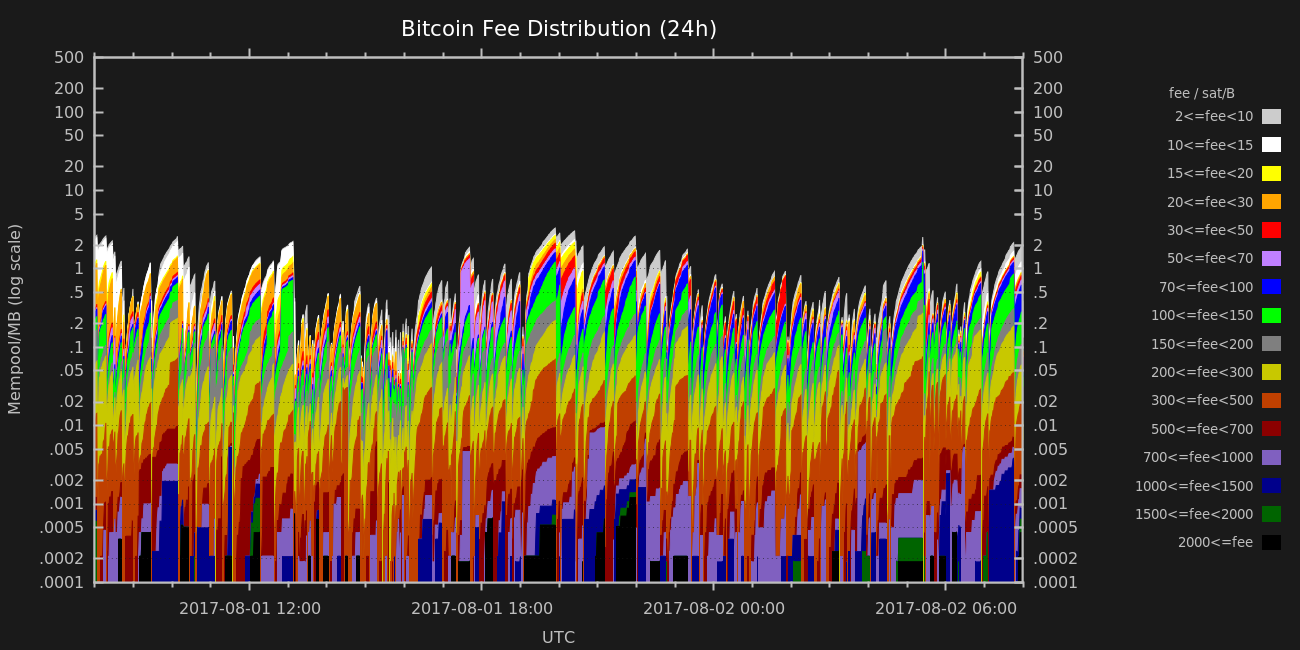 Bitcoin Fee Distribution (24h)
500 500
200 200
100 100
50 50
20 20
10 10
5 5
2 2
1 1
.5 .5
.2 .2
.1 .1
.05 .05
.02 .02
.01 .01
.005 .005
.002 .002
.001 .001
.0005 .0005
.0002 .0002
.0001 .0001
Mempool/MB (log scale)
2017-08-01 12:00 2017-08-01 18:00 2017-08-02 00:00 2017-08-02 06:00
UTC
fee / sat/B
2<=fee<10
10<=fee<15
15<=fee<20
20<=fee<30
30<=fee<50
50<=fee<70
70<=fee<100
100<=fee<150
150<=fee<200
200<=fee<300
300<=fee<500
500<=fee<700
700<=fee<1000
1000<=fee<1500
1500<=fee<2000
2000<=fee